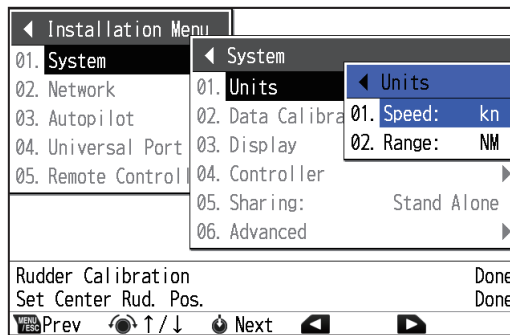 Installation Menu
01. System
02. Network
03. Autopilot
04. Universal Port
05. Remote Controll
System
01. Units
02. Data Calibra
03. Display
04. Controller
05. Sharing: Stand Alone
06. Advanced
Units
01. Speed: kn
02. Range: NM
Rudder Calibration Done
Set Center Rud. Pos. Done
MENU/ESC Prev ↑/↓ Next